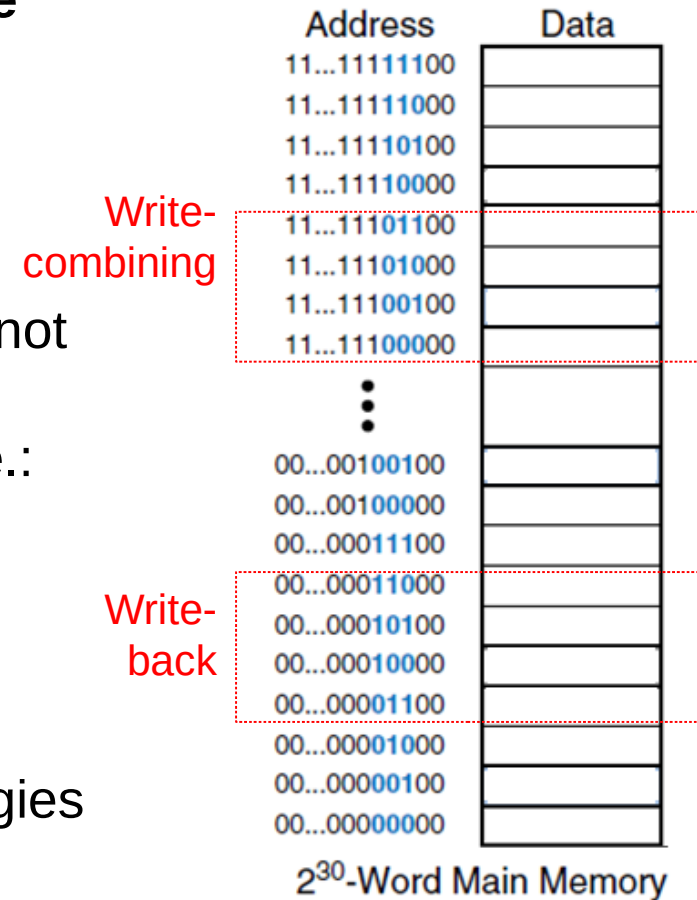 e
Address Data
11...11111100
11...11111000
11...11110100
11...11110000
Write-
combining
11...11101100
11...11101000
11...11100100
11...11100000
not
e.:
00...00100100
00...00100000
00...00011100
Write-
back
00...00011000
00...00010100
00...00010000
00...00001100
00...00001000
gies
00...00000100
00...00000000
2³⁰-Word Main Memory